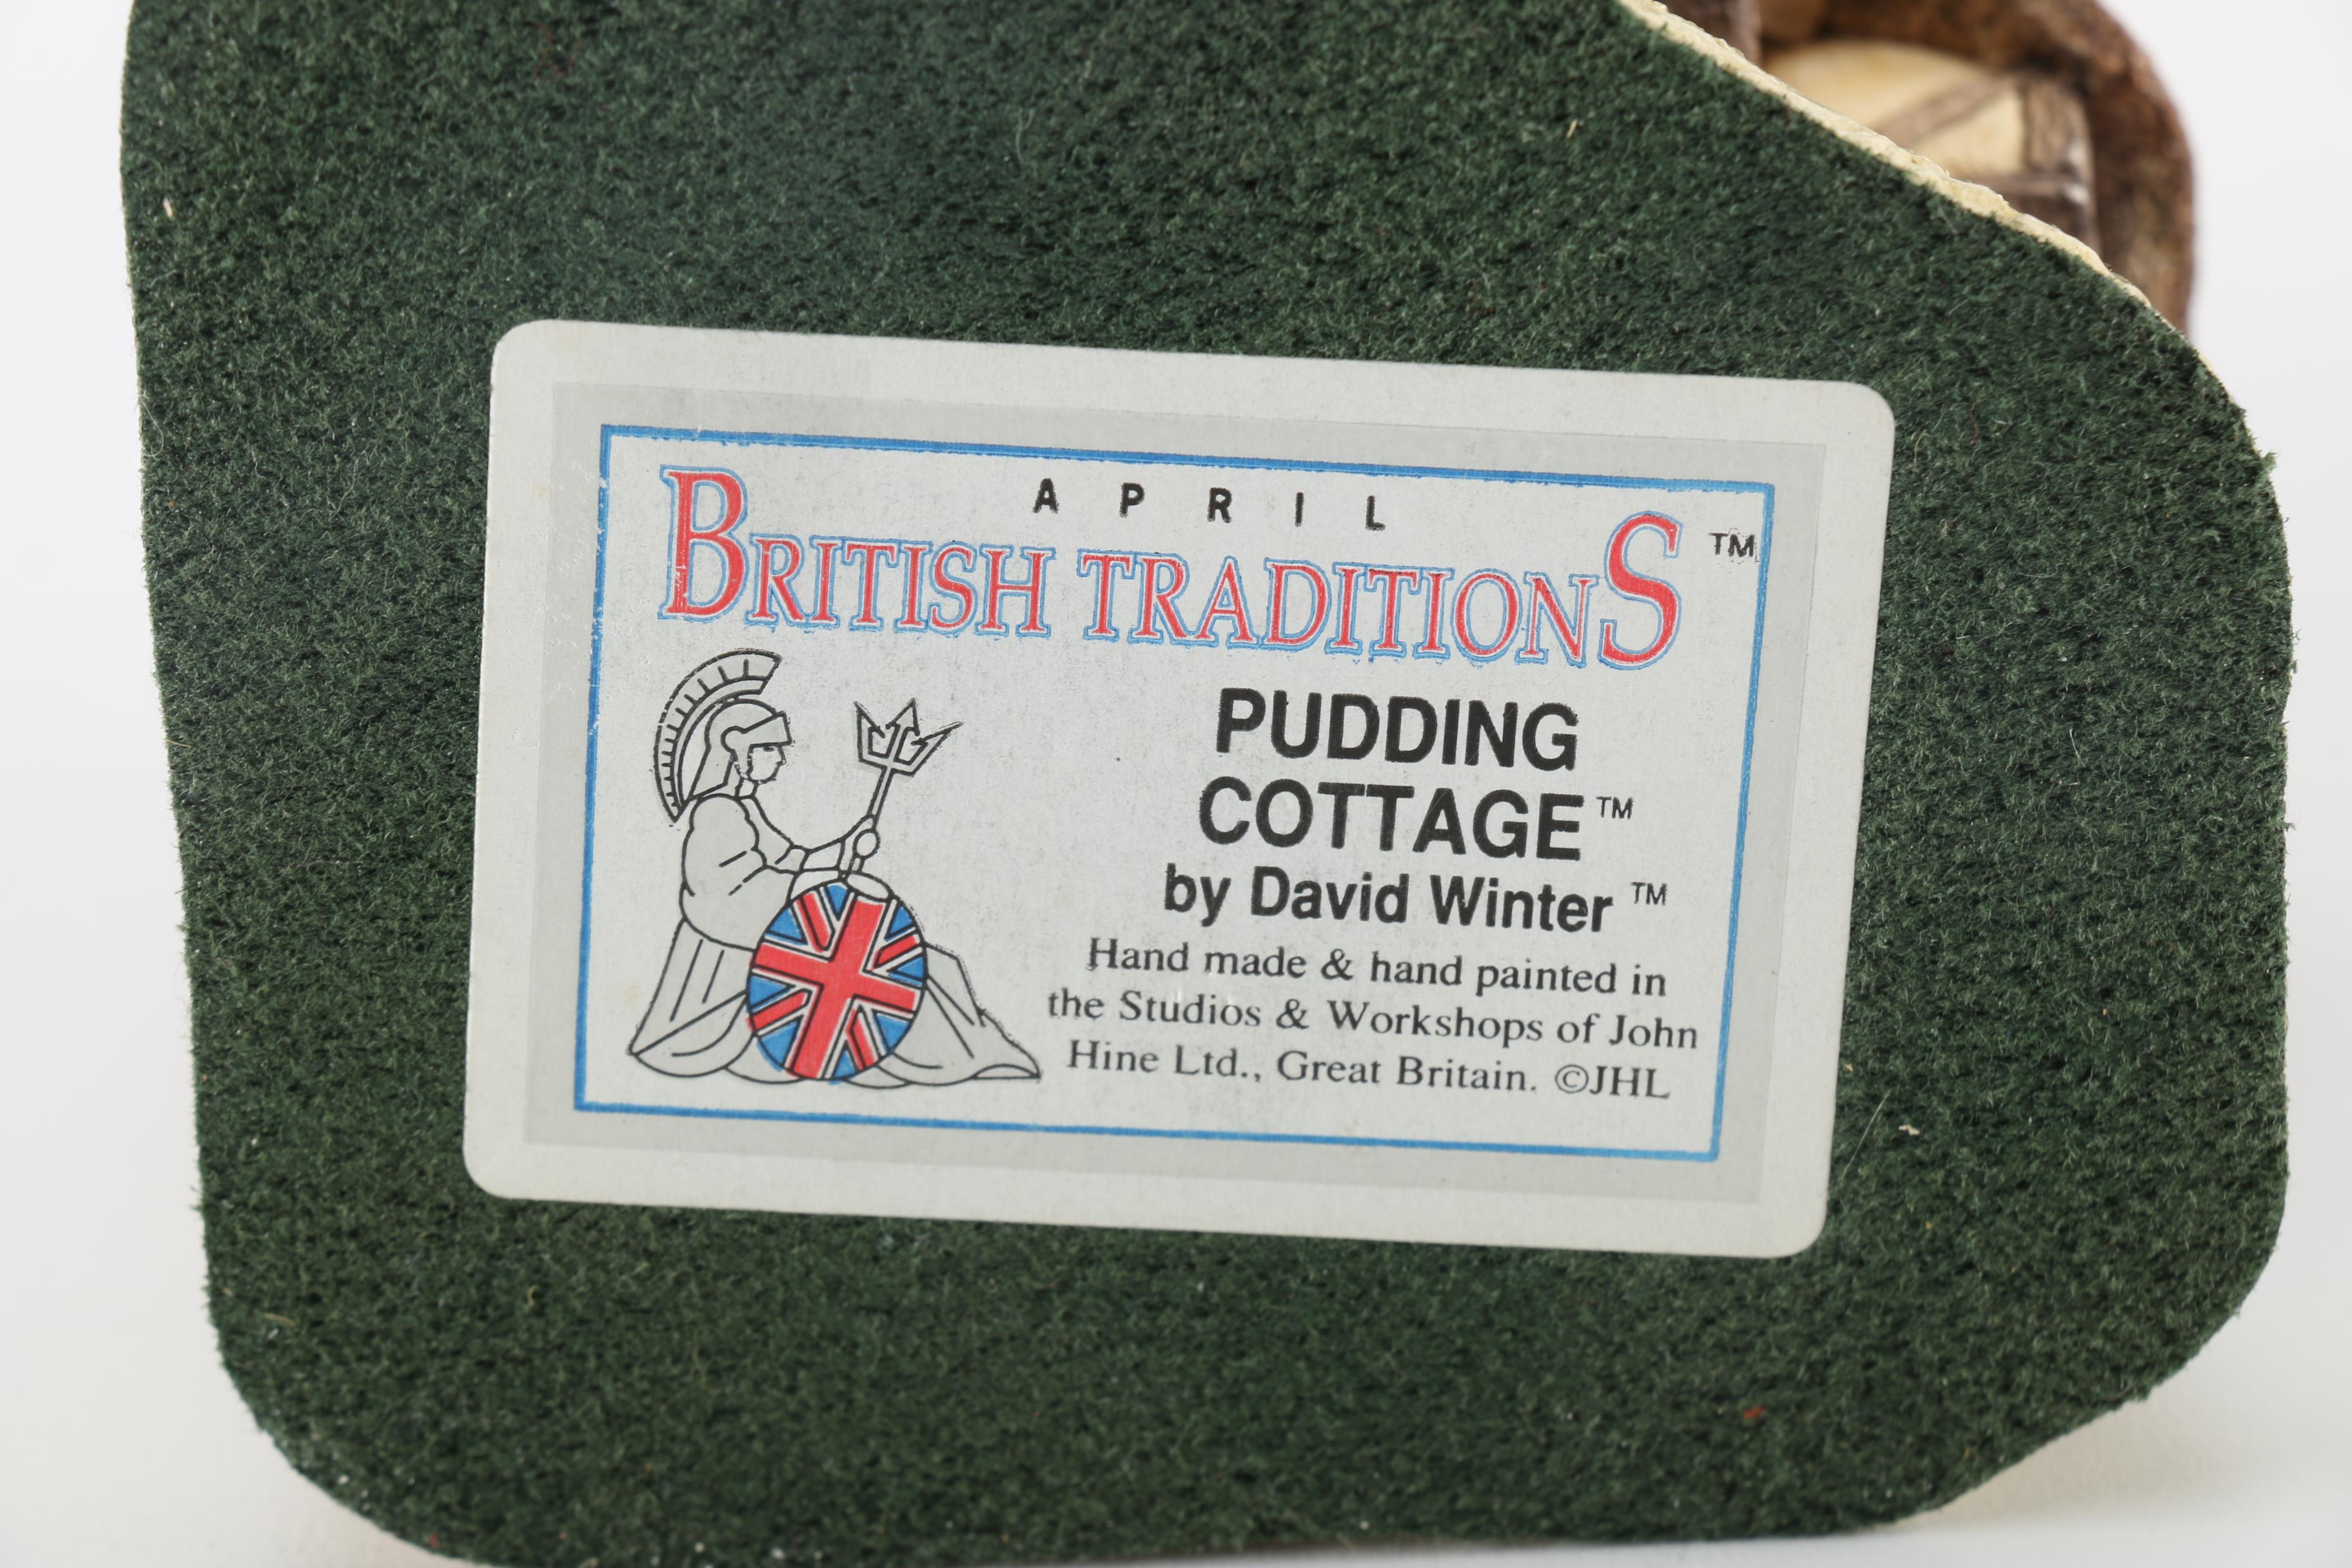 APRIL
BRITISH TRADITIONS™
PUDDING
COTTAGE™
by David Winter™
Hand made & hand painted in
the Studios & Workshops of John
Hine Ltd., Great Britain. ©JHL